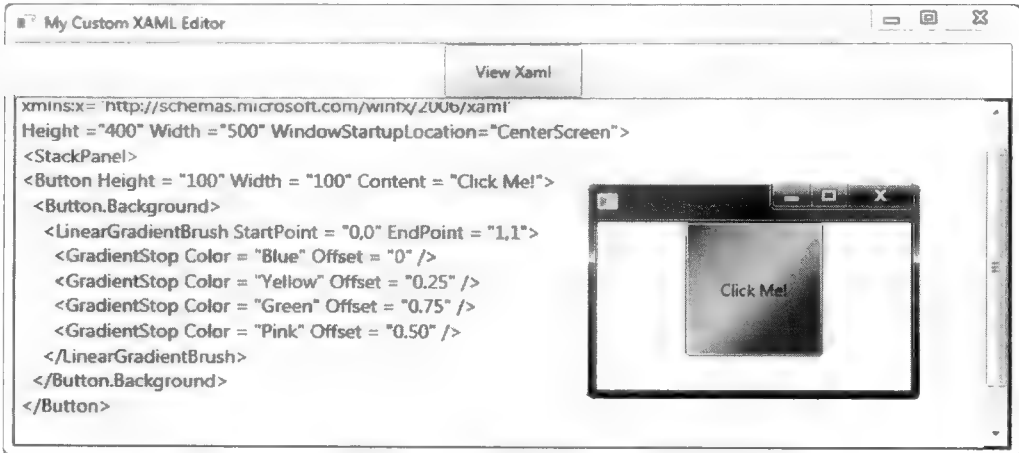 My Custom XAML Editor
View Xaml
xmlns:x= 'http://schemas.microsoft.com/winfx/2006/xaml'
Height ="400" Width ="500" WindowStartupLocation="CenterScreen">
<StackPanel>
<Button Height = "100" Width = "100" Content = "Click Me!">
<Button.Background>
<LinearGradientBrush StartPoint = "0,0" EndPoint = "1,1">
<GradientStop Color = "Blue" Offset = "0" />
<GradientStop Color = "Yellow" Offset = "0.25" />
<GradientStop Color = "Green" Offset = "0.75" />
<GradientStop Color = "Pink" Offset = "0.50" />
</LinearGradientBrush>
</Button.Background>
</Button>
Click Me!